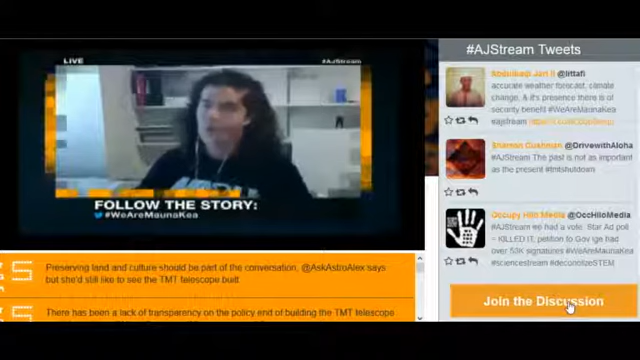 LIVE
#AJStream
FOLLOW THE STORY:
#WeAreMaunaKea
Preserving land and culture should be part of the conversation, @AskAstroAlex says
but she'd still like to see the TMT telescope built
There has been a lack of transparency on the policy end of building the TMT telescope
#AJStream Tweets
Abdulbaqi Jari
accurate weather forecast, climate
change, & it's presence there is of
security benefit #WeAreMaunaKea
#ajstream
Sharron Cushman @DrivewithAloha
#AJStream The past is not as important
as the present #tmtshutdown
Occupy Hilo Media @OccHiloMedia
#AJStream we had a vote. Star Ad poll
- KILLED IT, petition to Gov ige had
over 53K signatures #WeAreMaunaKea
#sciencestream #decolonizeSTEM
Join the Discussion